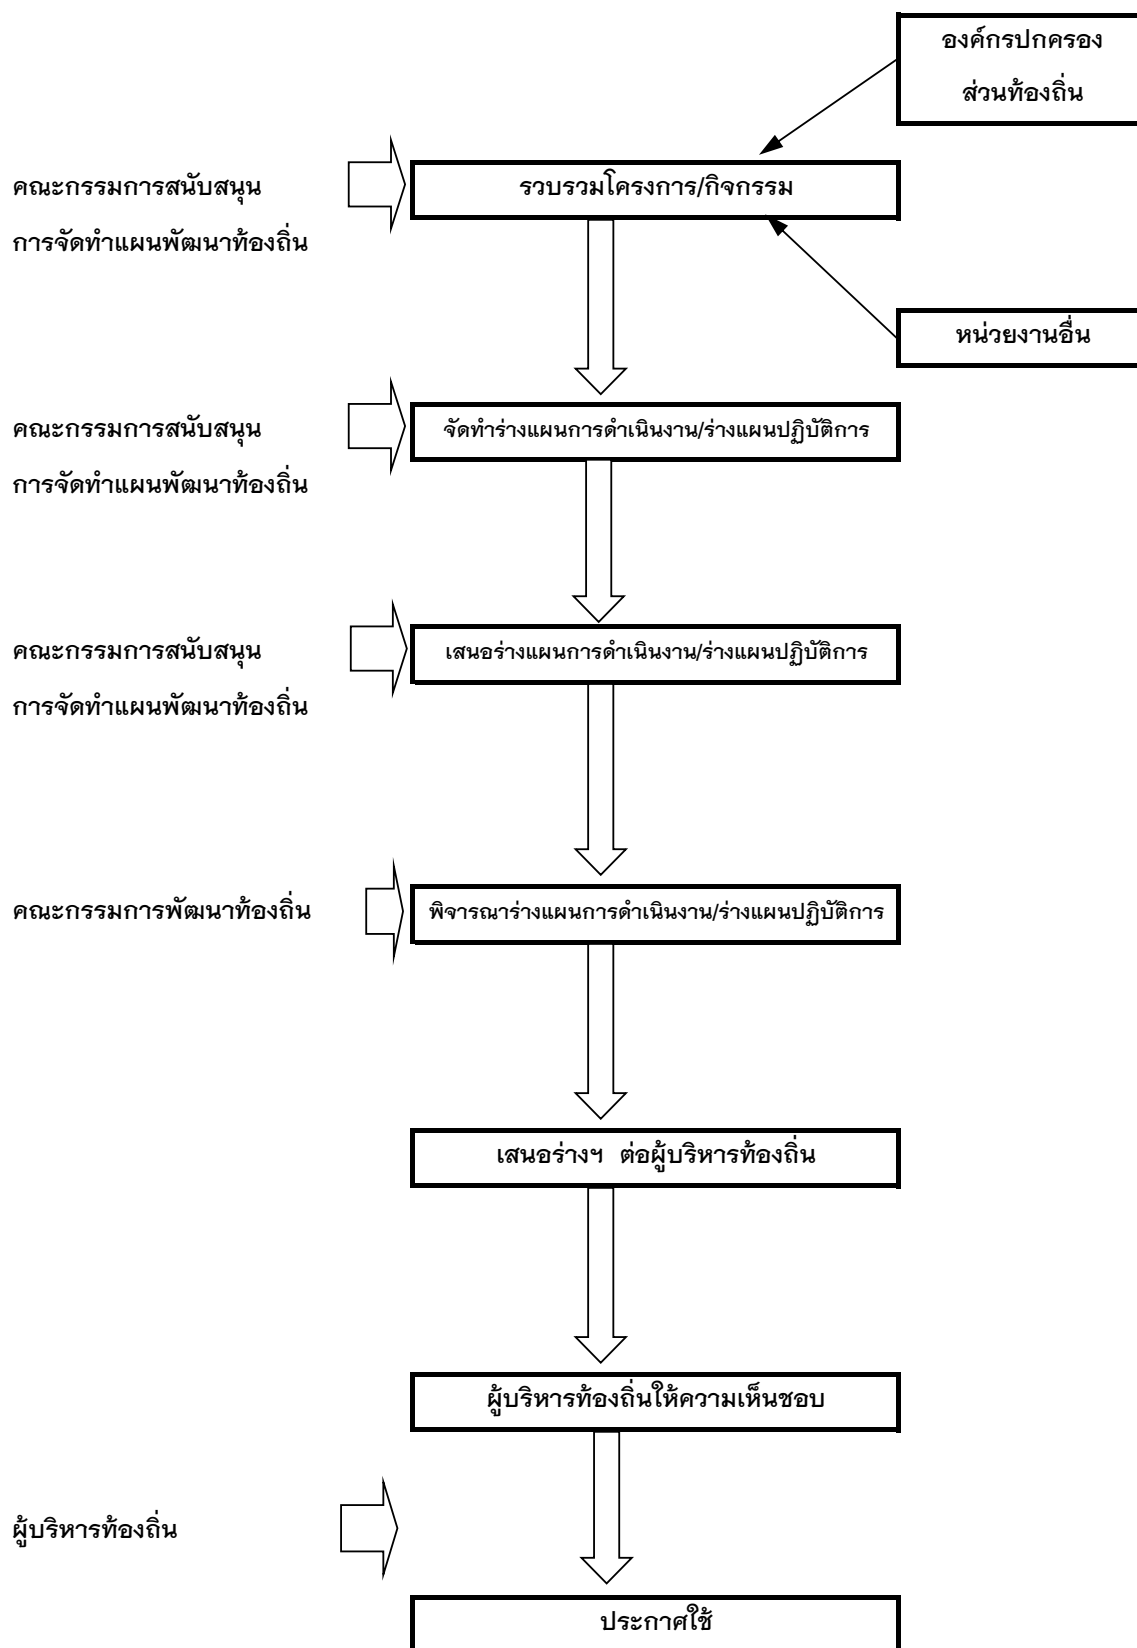 องค์กรปกครอง
ส่วนท้องถิ่น
คณะกรรมการสนับสนุน
การจัดทำแผนพัฒนาท้องถิ่น
รวบรวมโครงการ/กิจกรรม
หน่วยงานอื่น
คณะกรรมการสนับสนุน
การจัดทำแผนพัฒนาท้องถิ่น
จัดทำร่างแผนการดำเนินงาน/ร่างแผนปฏิบัติการ
คณะกรรมการสนับสนุน
การจัดทำแผนพัฒนาท้องถิ่น
เสนอร่างแผนการดำเนินงาน/ร่างแผนปฏิบัติการ
คณะกรรมการพัฒนาท้องถิ่น
พิจารณาร่างแผนการดำเนินงาน/ร่างแผนปฏิบัติการ
เสนอร่างฯ ต่อผู้บริหารท้องถิ่น
ผู้บริหารท้องถิ่นให้ความเห็นชอบ
ผู้บริหารท้องถิ่น
ประกาศใช้